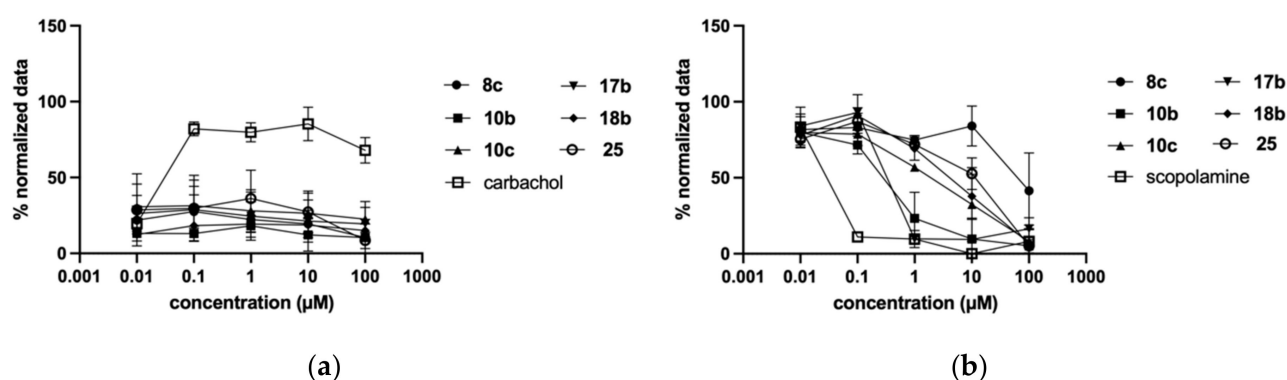 150
100
50
0
% normalized data
0.001 0.01 0.1 1 10 100 1000
concentration (µM)
8c 17b
10b 18b
10c 25
carbachol
(a)
150
100
50
0
% normalized data
0.001 0.01 0.1 1 10 100 1000
concentration (µM)
8c 17b
10b 18b
10c 25
scopolamine
(b)